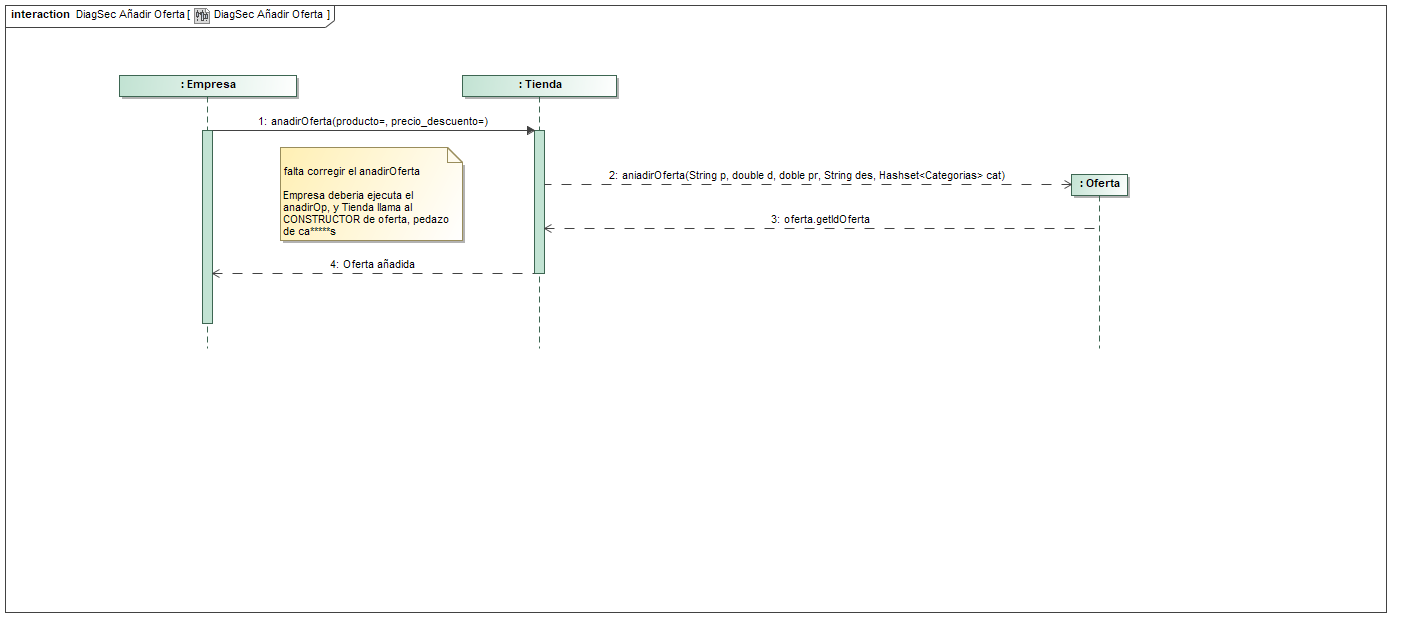 interaction DiagSec Añadir Oferta [ DiagSec Añadir Oferta ]
: Empresa
: Tienda
1: anadirOferta(producto=, precio_descuento=)
falta corregir el anadirOferta
Empresa deberia ejecuta el
anadirOp, y Tienda llama al
CONSTRUCTOR de oferta, pedazo
de ca*****s
2: aniadirOferta(String p, double d, doble pr, String des, Hashset<Categorias> cat)
: Oferta
3: oferta.getIdOferta
4: Oferta añadida